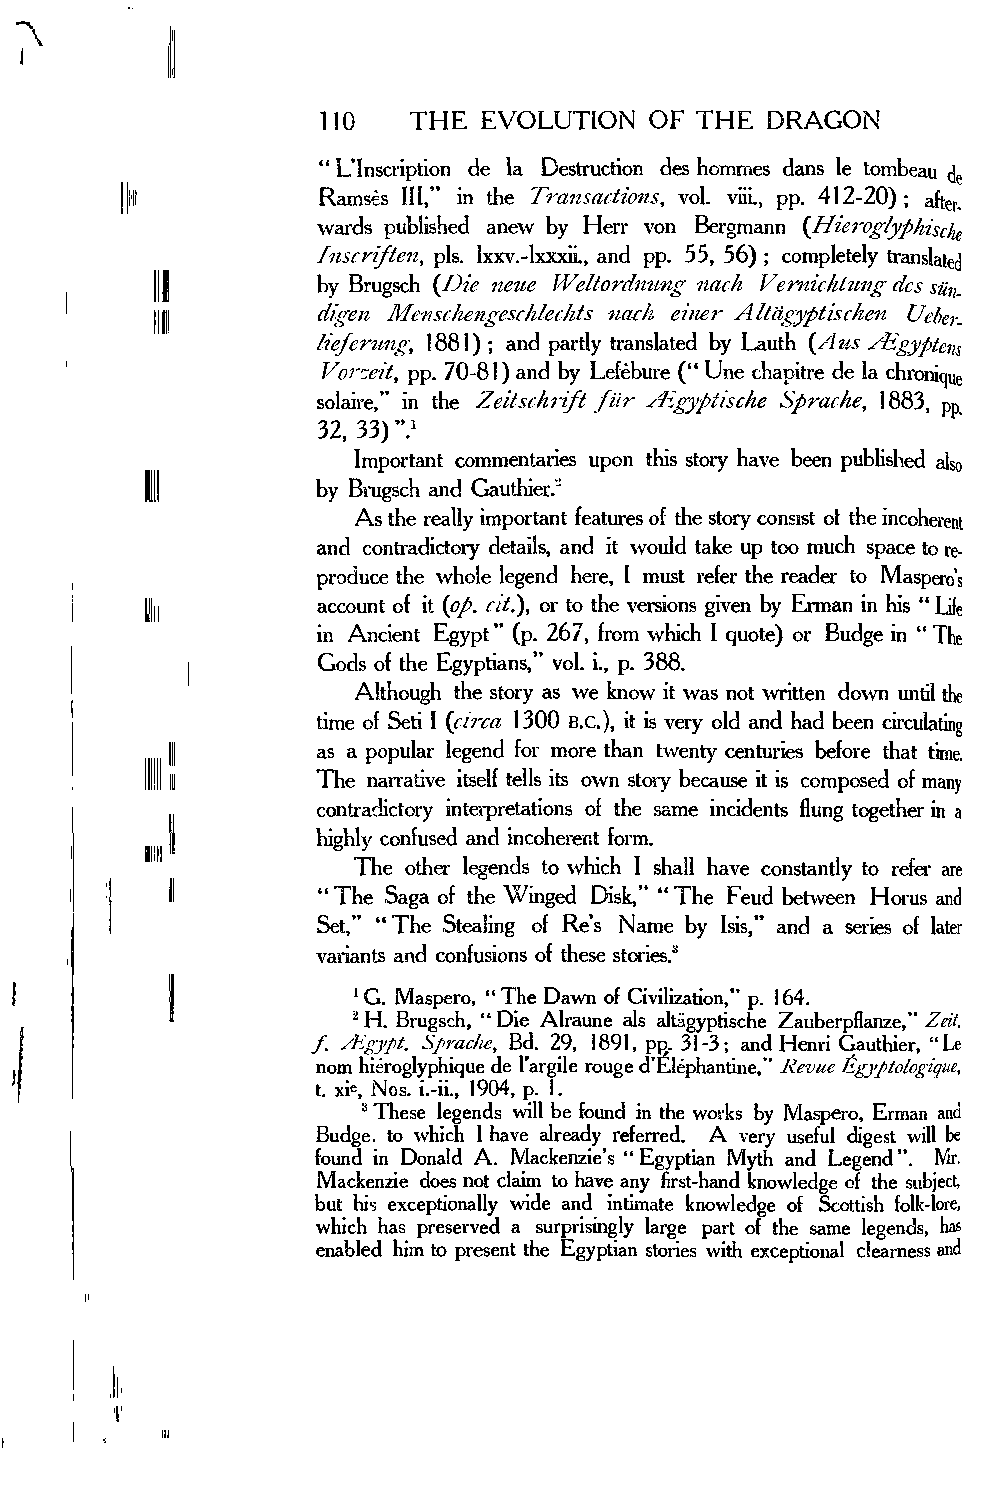 110 THE EVOLUTION OF THE DRAGON
“ L'Inscription de la Destruction des hommes dans le tombeau de
Ramsès III,” in the Transactions, vol. viii., pp. 412-20) ; after-
wards published anew by Herr von Bergmann (Hieroglyphische
Inscriften, pls. lxxv.-lxxxii., and pp. 55, 56) ; completely translated
by Brugsch (Die neue Weltordnung nach Vernichtung des sün-
digen Menschengeschlechts nach einer Altägyptischen Ueber-
lieferung, 1881) ; and partly translated by Lauth (Aus Ægyptens
Vorzeit, pp. 70-81) and by Lefébure (“ Une chapitre de la chronique
solaire,” in the Zeitschrift für Ægyptische Sprache, 1883, pp.
32, 33) ”.¹
Important commentaries upon this story have been published also
by Brugsch and Gauthier.²
As the really important features of the story consist of the incoherent
and contradictory details, and it would take up too much space to re-
produce the whole legend here, I must refer the reader to Maspero's
account of it (op. cit.), or to the versions given by Erman in his “ Life
in Ancient Egypt ” (p. 267, from which I quote) or Budge in “ The
Gods of the Egyptians,” vol. i., p. 388.
Although the story as we know it was not written down until the
time of Seti I (circa 1300 B.C.), it is very old and had been circulating
as a popular legend for more than twenty centuries before that time.
The narrative itself tells its own story because it is composed of many
contradictory interpretations of the same incidents flung together in a
highly confused and incoherent form.
The other legends to which I shall have constantly to refer are
“ The Saga of the Winged Disk,” “ The Feud between Horus and
Set,” “ The Stealing of Re's Name by Isis,” and a series of later
variants and confusions of these stories.³
¹ G. Maspero, “ The Dawn of Civilization,” p. 164.
² H. Brugsch, “ Die Alraune als altägyptische Zauberpflanze,” Zeit.
f. Ægypt. Sprache, Bd. 29, 1891, pp. 31-3 ; and Henri Gauthier, “ Le
nom hiéroglyphique de l'argile rouge d'Éléphantine,” Revue Égyptologique,
t. xiᵉ, Nos. i.-ii., 1904, p. 1.
³ These legends will be found in the works by Maspero, Erman and
Budge, to which I have already referred. A very useful digest will be
found in Donald A. Mackenzie's “ Egyptian Myth and Legend ”. Mr.
Mackenzie does not claim to have any first-hand knowledge of the subject,
but his exceptionally wide and intimate knowledge of Scottish folk-lore,
which has preserved a surprisingly large part of the same legends, has
enabled him to present the Egyptian stories with exceptional clearness and